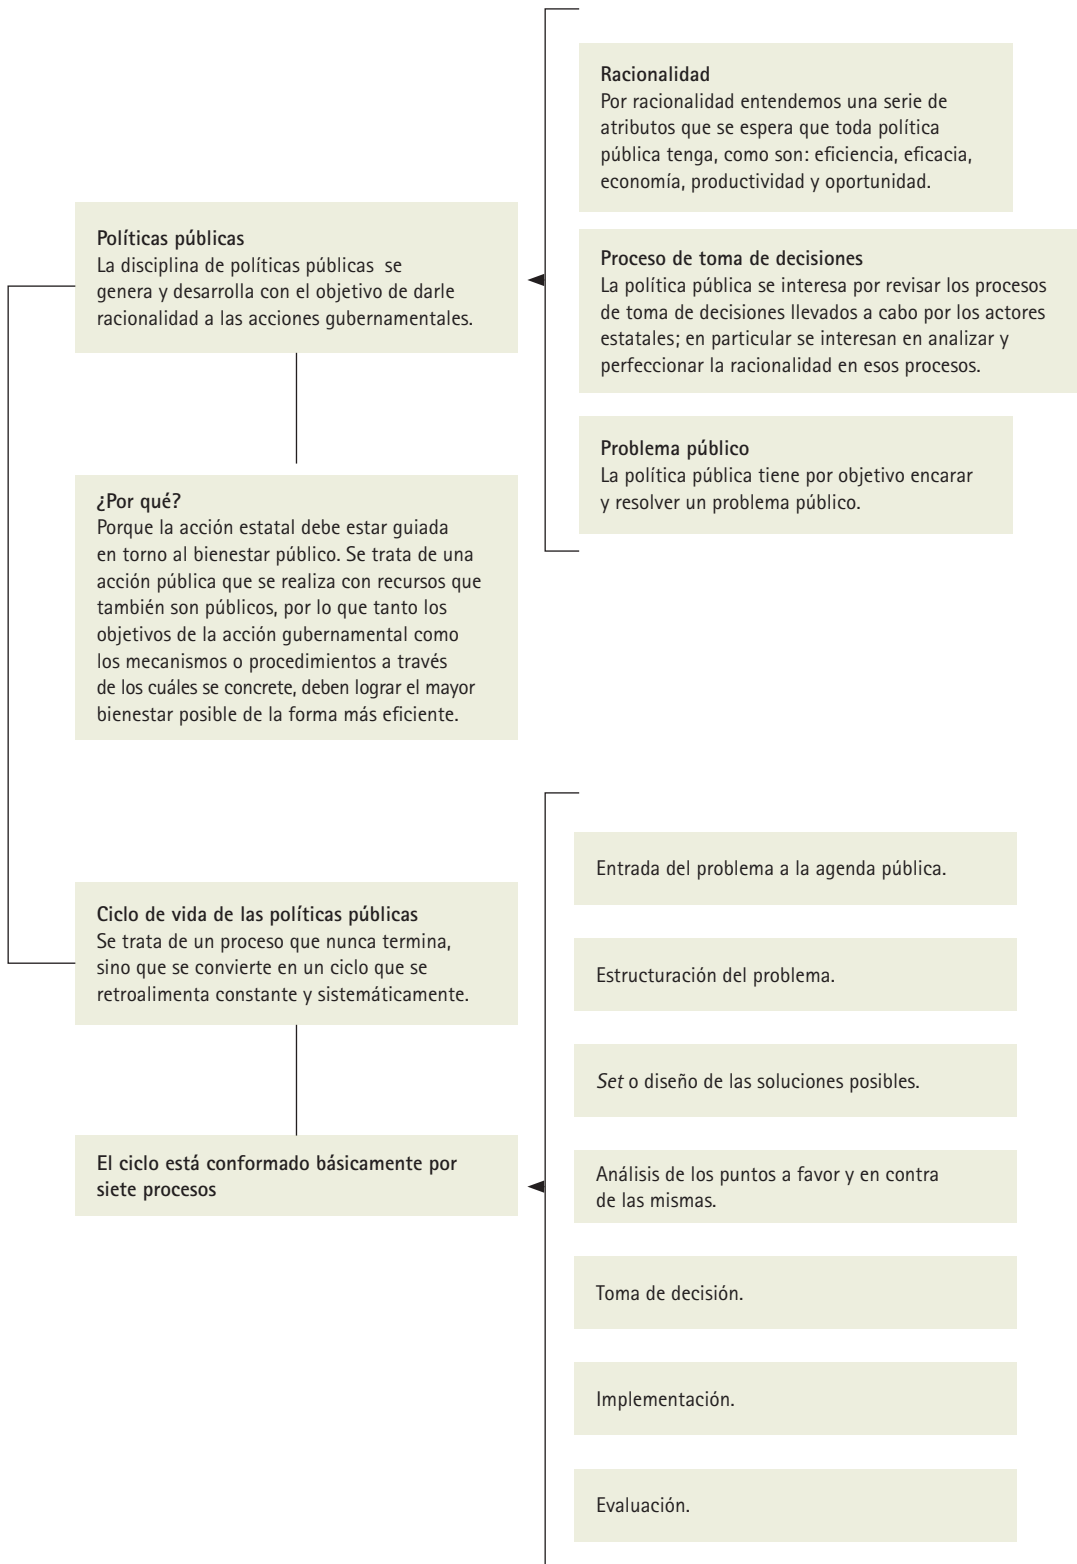 Racionalidad
Por racionalidad entendemos una serie de
atributos que se espera que toda política
pública tenga, como son: eficiencia, eficacia,
economía, productividad y oportunidad.
Políticas públicas
La disciplina de políticas públicas se
genera y desarrolla con el objetivo de darle
racionalidad a las acciones gubernamentales.
Proceso de toma de decisiones
La política pública se interesa por revisar los procesos
de toma de decisiones llevados a cabo por los actores
estatales; en particular se interesan en analizar y
perfeccionar la racionalidad en esos procesos.
Problema público
La política pública tiene por objetivo encarar
y resolver un problema público.
¿Por qué?
Porque la acción estatal debe estar guiada
en torno al bienestar público. Se trata de una
acción pública que se realiza con recursos que
también son públicos, por lo que tanto los
objetivos de la acción gubernamental como
los mecanismos o procedimientos a través
de los cuáles se concrete, deben lograr el mayor
bienestar posible de la forma más eficiente.
Ciclo de vida de las políticas públicas
Se trata de un proceso que nunca termina,
sino que se convierte en un ciclo que se
retroalimenta constante y sistemáticamente.
El ciclo está conformado básicamente por
siete procesos
Entrada del problema a la agenda pública.
Estructuración del problema.
Set o diseño de las soluciones posibles.
Análisis de los puntos a favor y en contra
de las mismas.
Toma de decisión.
Implementación.
Evaluación.